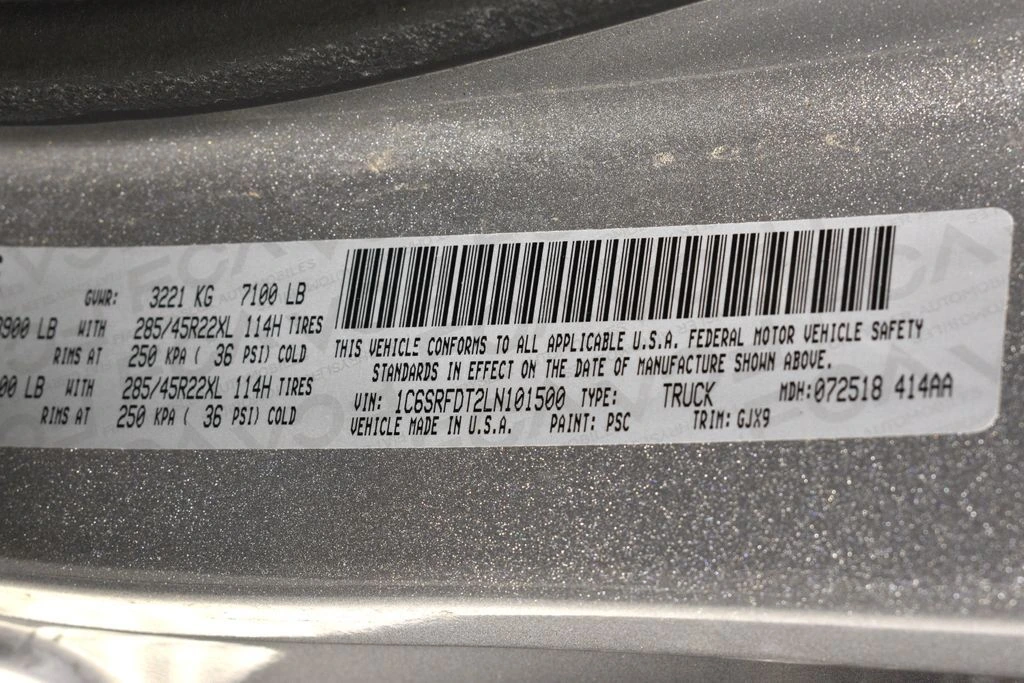 GVWR: 3221 KG 7100 LB
900 LB WITH 285/45R22XL 114H TIRES
RIMS AT 250 KPA ( 36 PSI) COLD
00 LB WITH 285/45R22XL 114H TIRES
RIMS AT 250 KPA ( 36 PSI) COLD
THIS VEHICLE CONFORMS TO ALL APPLICABLE U.S.A. FEDERAL MOTOR VEHICLE SAFETY
STANDARDS IN EFFECT ON THE DATE OF MANUFACTURE SHOWN ABOVE.
VIN: 1C6SRFDT2LN101500 TYPE: TRUCK MDH:072518 414AA
VEHICLE MADE IN U.S.A. PAINT: PSC TRIM: GJX9